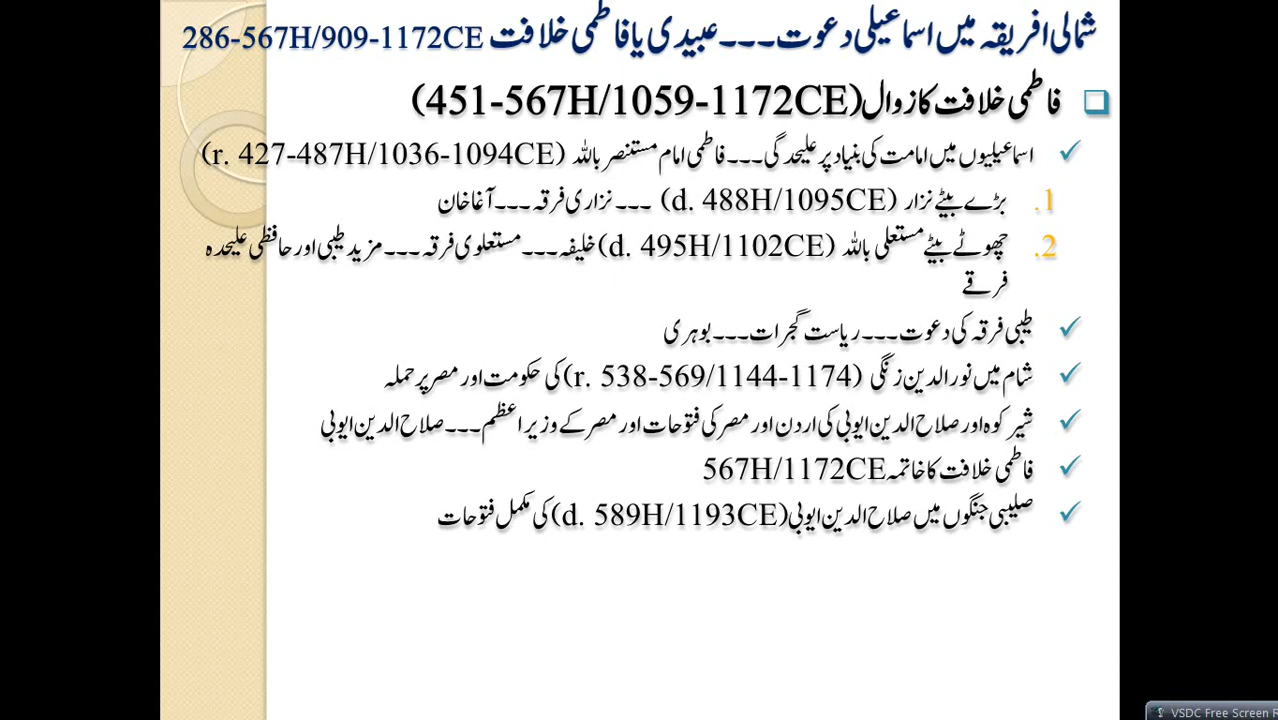 شمالی افریقہ میں اسماعیلی دعوت۔۔۔عبیدی یا فاطمی خلافت 286-567H/909-1172CE
فاطمی خلافت کا زوال(451-567H/1059-1172CE)
اسماعیلیوں میں امامت کی بنیاد پر علیحدگی۔۔۔فاطمی امام مستنصر باللہ (r. 427-487H/1036-1094CE)
1. بڑے بیٹے نزار (d. 488H/1095CE) ۔۔۔نزاری فرقہ۔۔۔آغا خان
2. چھوٹے بیٹے مستعلی باللہ (d. 495H/1102CE)خلیفہ۔۔۔مستعلوی فرقہ۔۔۔مزید طیبی اور حافظی علیحدہ
فرقے
طیبی فرقہ کی دعوت۔۔۔ریاست گجرات۔۔۔بوہری
شام میں نور الدین زنگی (r. 538-569/1144-1174)کی حکومت اور مصر پر حملہ
شیر کوہ اور صلاح الدین ایوبی کی اردن اور مصر کی فتوحات اور مصر کے وزیر اعظم۔۔۔صلاح الدین ایوبی
فاطمی خلافت کا خاتمہ567H/1172CE
صلیبی جنگوں میں صلاح الدین ایوبی(d. 589H/1193CE)کی مکمل فتوحات
VSDC Free Screen R